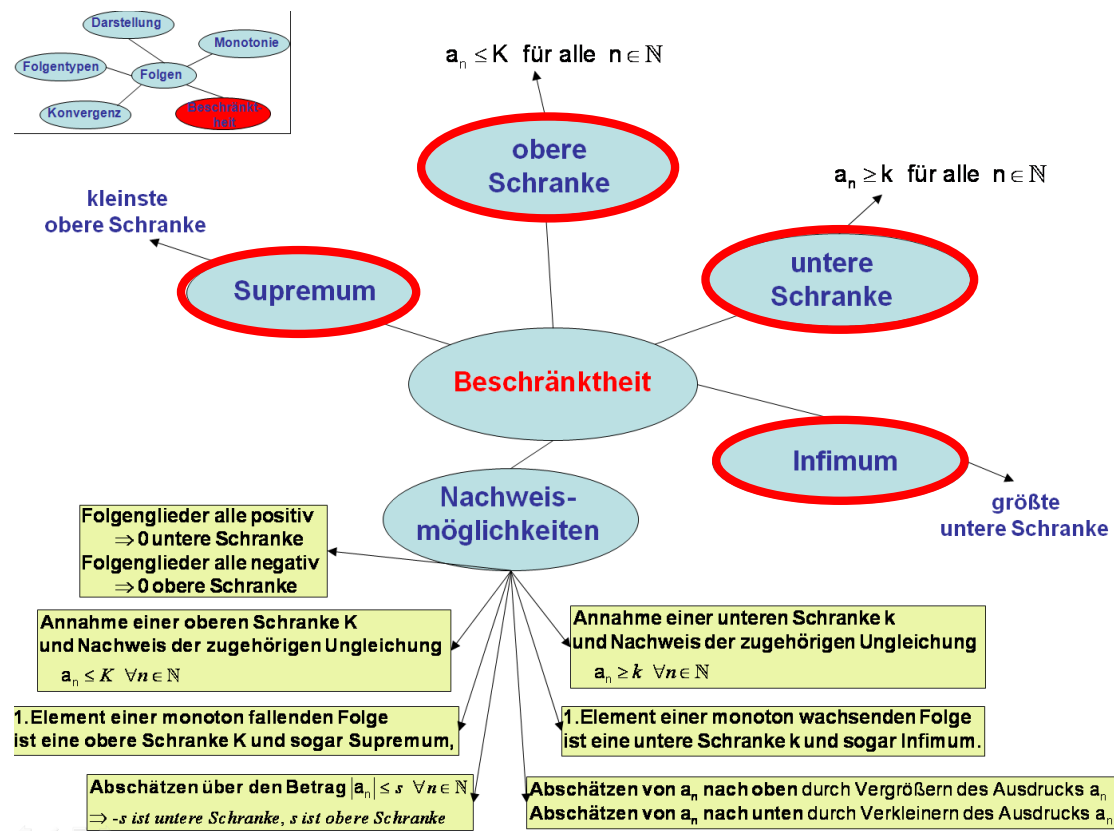 Darstellung
Monotonie
Folgentypen
Folgen
Konvergenz
Beschränkt-
heit
aₙ ≤ K für alle n ∈ ℕ
obere
Schranke
aₙ ≥ k für alle n ∈ ℕ
kleinste
obere Schranke
untere
Schranke
Supremum
Beschränktheit
Infimum
größte
untere Schranke
Nachweis-
möglichkeiten
Folgenglieder alle positiv
⇒ 0 untere Schranke
Folgenglieder alle negativ
⇒ 0 obere Schranke
Annahme einer oberen Schranke K
und Nachweis der zugehörigen Ungleichung
aₙ ≤ K ∀n ∈ ℕ
Annahme einer unteren Schranke k
und Nachweis der zugehörigen Ungleichung
aₙ ≥ k ∀n ∈ ℕ
1.Element einer monoton fallenden Folge
ist eine obere Schranke K und sogar Supremum,
1.Element einer monoton wachsenden Folge
ist eine untere Schranke k und sogar Infimum.
Abschätzen über den Betrag |aₙ| ≤ s ∀n ∈ ℕ
⇒ -s ist untere Schranke, s ist obere Schranke
Abschätzen von aₙ nach oben durch Vergrößern des Ausdrucks aₙ
Abschätzen von aₙ nach unten durch Verkleinern des Ausdrucks aₙ